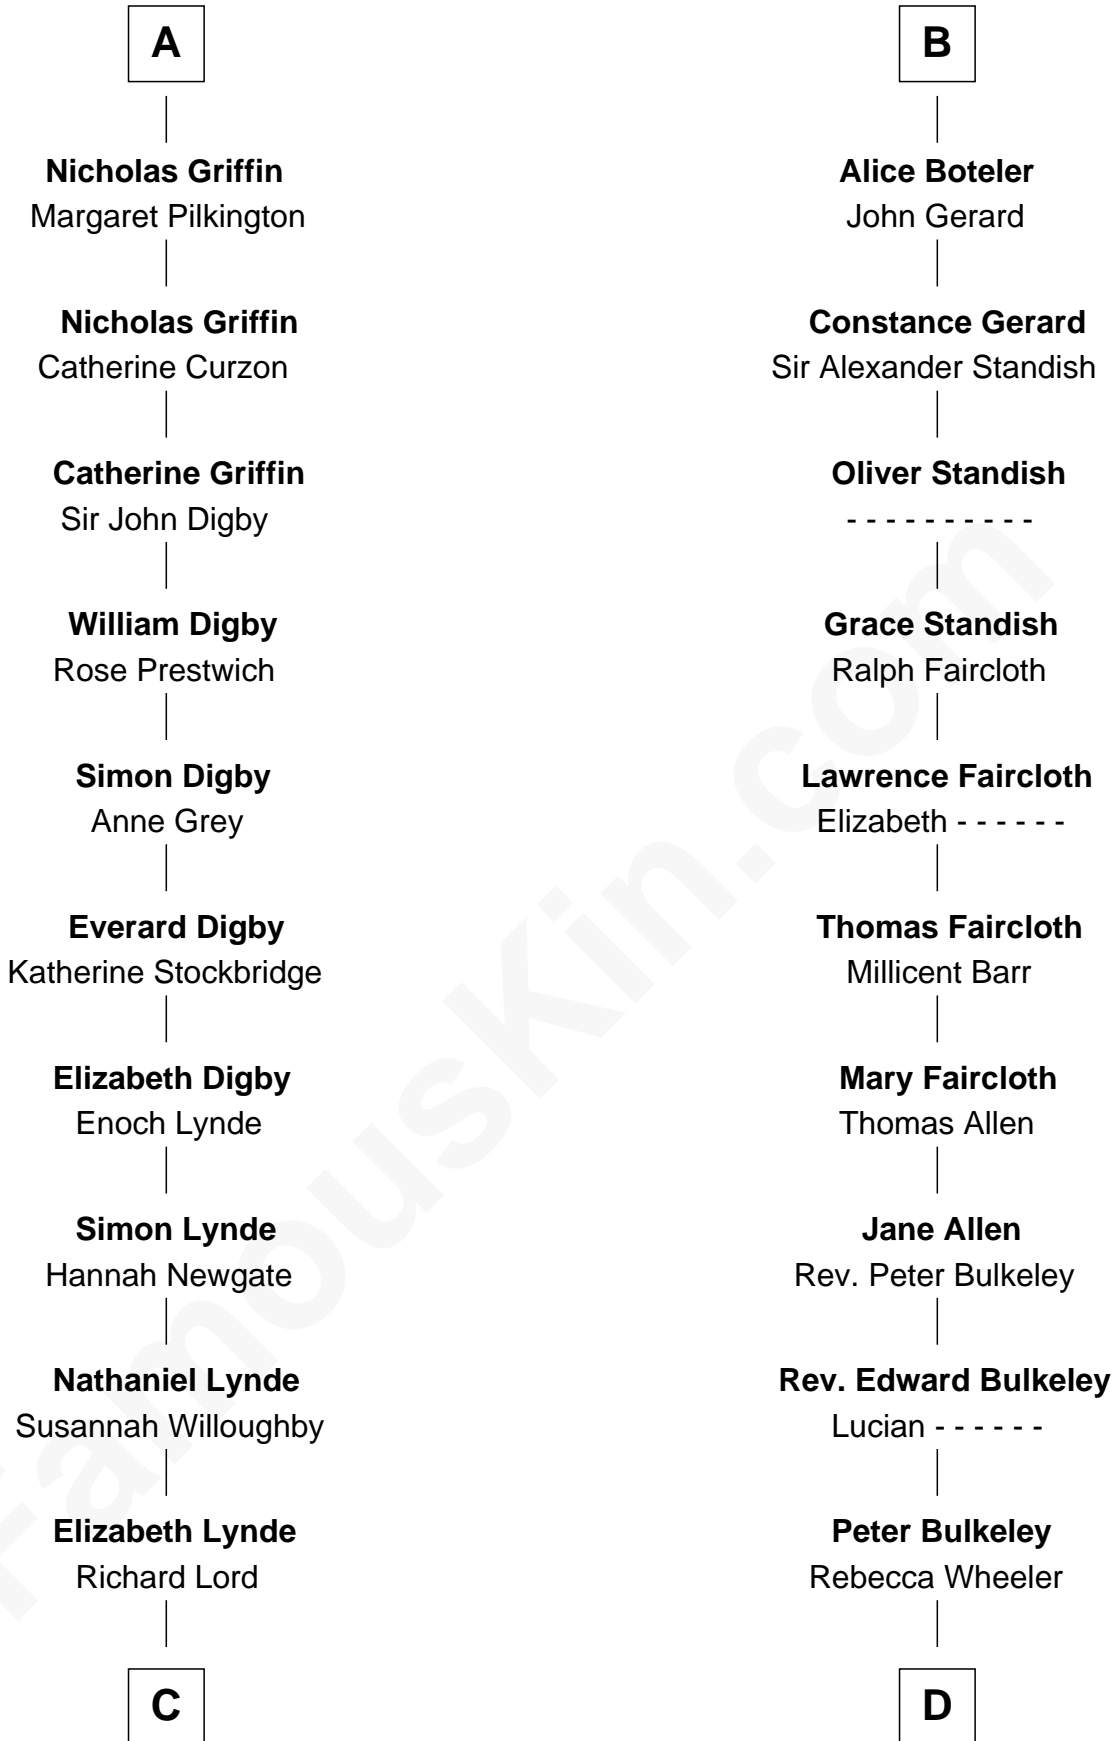 A
Nicholas Griffin
Margaret Pilkington
Nicholas Griffin
Catherine Curzon
Catherine Griffin
Sir John Digby
William Digby
Rose Prestwich
Simon Digby
Anne Grey
Everard Digby
Katherine Stockbridge
Elizabeth Digby
Enoch Lynde
Simon Lynde
Hannah Newgate
Nathaniel Lynde
Susannah Willoughby
Elizabeth Lynde
Richard Lord
C
B
Alice Boteler
John Gerard
Constance Gerard
Sir Alexander Standish
Oliver Standish
- - - - - - - - - -
Grace Standish
Ralph Faircloth
Lawrence Faircloth
Elizabeth - - - - - -
Thomas Faircloth
Millicent Barr
Mary Faircloth
Thomas Allen
Jane Allen
Rev. Peter Bulkeley
Rev. Edward Bulkeley
Lucian - - - - - -
Peter Bulkeley
Rebecca Wheeler
D
FamousKin.com